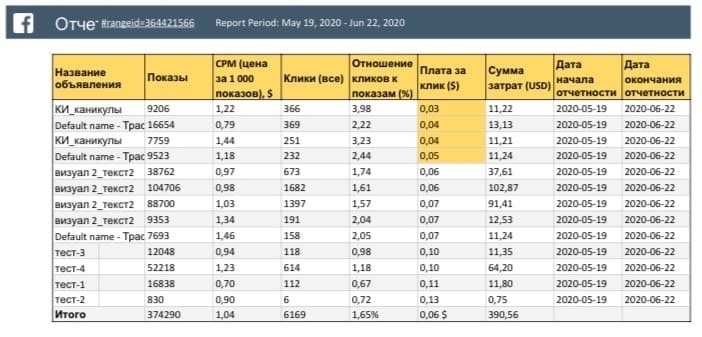 f Отче #rangeid=364421566 Report Period: May 19, 2020 - Jun 22, 2020
Название объявления Показы CPM (цена за 1 000 показов), $ Клики (все) Отношение кликов к показам (%) Плата за клик ($) Сумма затрат (USD) Дата начала отчетности Дата окончания отчетности
КИ_каникулы 9206 1,22 366 3,98 0,03 11,22 2020-05-19 2020-06-22
Default name - Трас 16654 0,79 369 2,22 0,04 13,13 2020-05-19 2020-06-22
КИ_каникулы 7759 1,44 251 3,23 0,04 11,21 2020-05-19 2020-06-22
Default name - Трас 9523 1,18 232 2,44 0,05 11,24 2020-05-19 2020-06-22
визуал 2_текст2 38762 0,97 673 1,74 0,06 37,61 2020-05-19 2020-06-22
визуал 2_текст2 104706 0,98 1682 1,61 0,06 102,87 2020-05-19 2020-06-22
визуал 2_текст2 88700 1,03 1397 1,57 0,07 91,41 2020-05-19 2020-06-22
визуал 2_текст2 9353 1,34 191 2,04 0,07 12,53 2020-05-19 2020-06-22
Default name - Трас 7693 1,46 158 2,05 0,07 11,24 2020-05-19 2020-06-22
тест-3 12048 0,94 118 0,98 0,10 11,35 2020-05-19 2020-06-22
тест-4 52218 1,23 614 1,18 0,10 64,20 2020-05-19 2020-06-22
тест-1 16838 0,70 112 0,67 0,11 11,80 2020-05-19 2020-06-22
тест-2 830 0,90 6 0,72 0,13 0,75 2020-05-19 2020-06-22
Итого 374290 1,04 6169 1,65% 0,06 $ 390,56